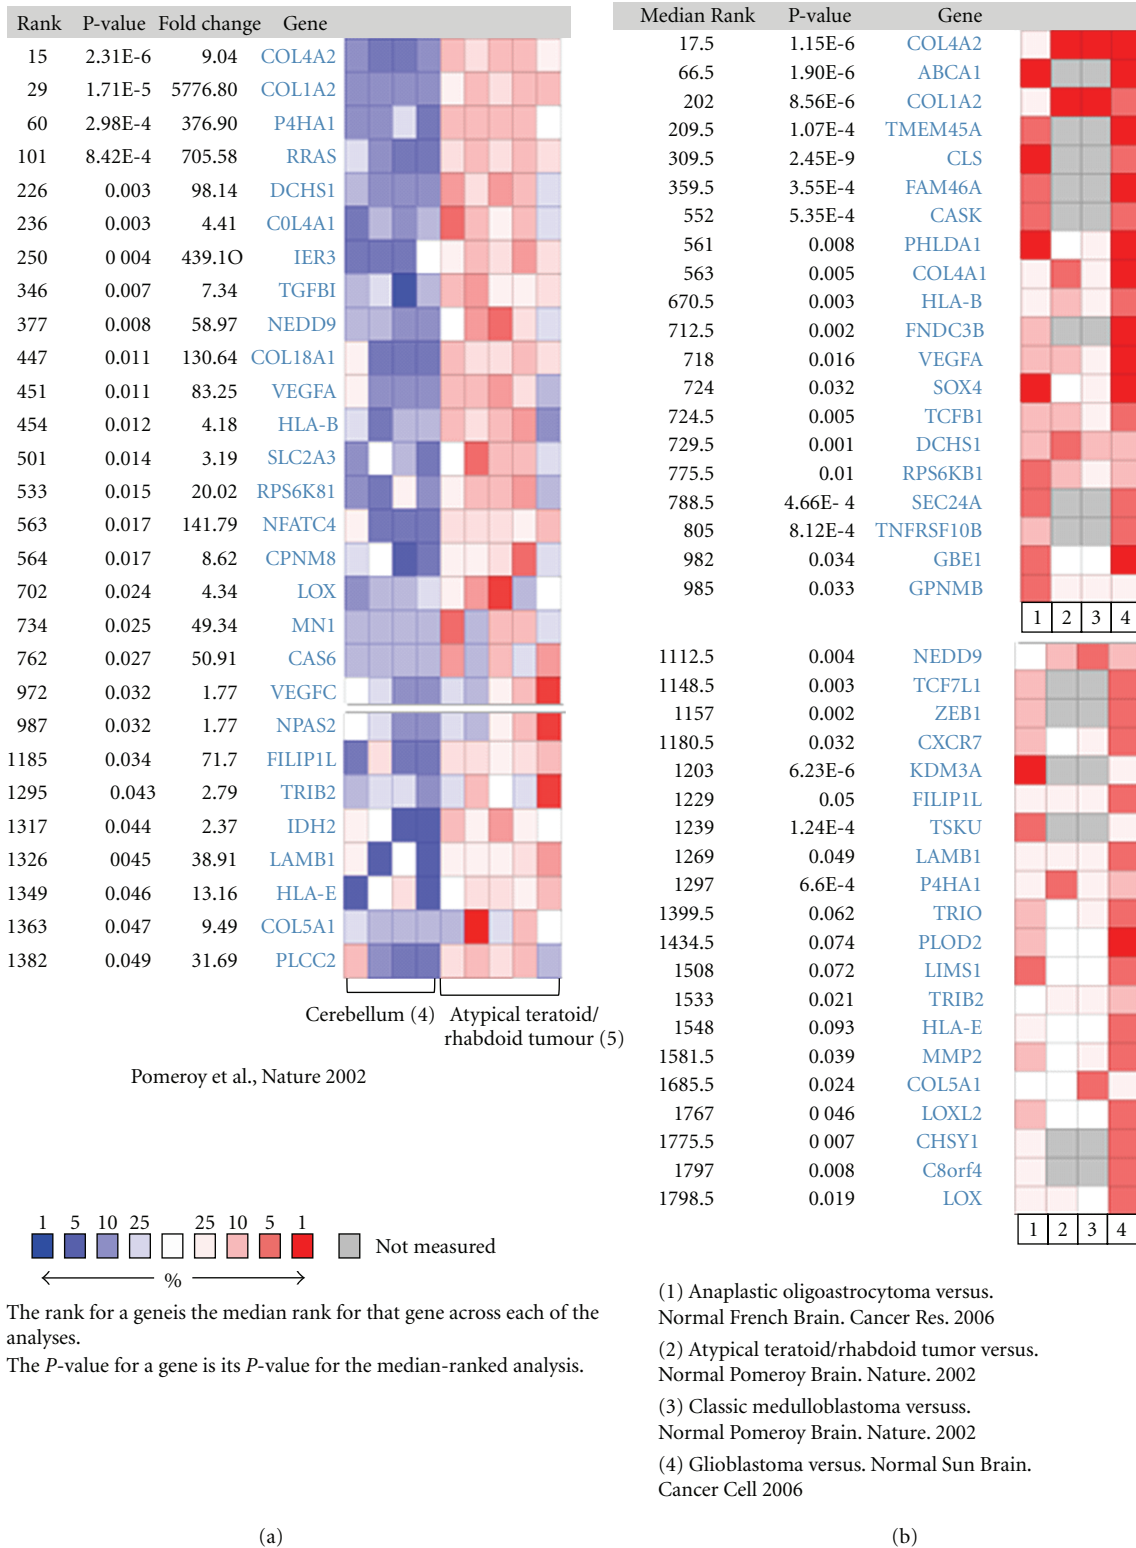 Rank P-value Fold change Gene
15 2.31E-6 9.04 COL4A2
29 1.71E-5 5776.80 COL1A2
60 2.98E-4 376.90 P4HA1
101 8.42E-4 705.58 RRAS
226 0.003 98.14 DCHS1
236 0.003 4.41 C0L4A1
250 0 004 439.1O IER3
346 0.007 7.34 TGFBI
377 0.008 58.97 NEDD9
447 0.011 130.64 COL18A1
451 0.011 83.25 VEGFA
454 0.012 4.18 HLA-B
501 0.014 3.19 SLC2A3
533 0.015 20.02 RPS6K81
563 0.017 141.79 NFATC4
564 0.017 8.62 CPNM8
702 0.024 4.34 LOX
734 0.025 49.34 MN1
762 0.027 50.91 CAS6
972 0.032 1.77 VEGFC
987 0.032 1.77 NPAS2
1185 0.034 71.7 FILIP1L
1295 0.043 2.79 TRIB2
1317 0.044 2.37 IDH2
1326 0045 38.91 LAMB1
1349 0.046 13.16 HLA-E
1363 0.047 9.49 COL5A1
1382 0.049 31.69 PLCC2
Cerebellum (4) Atypical teratoid/
rhabdoid tumour (5)
Pomeroy et al., Nature 2002
1 5 10 25 25 10 5 1
Not measured
%
The rank for a geneis the median rank for that gene across each of the
analyses.
The P-value for a gene is its P-value for the median-ranked analysis.
(a)
Median Rank P-value Gene
17.5 1.15E-6 COL4A2
66.5 1.90E-6 ABCA1
202 8.56E-6 COL1A2
209.5 1.07E-4 TMEM45A
309.5 2.45E-9 CLS
359.5 3.55E-4 FAM46A
552 5.35E-4 CASK
561 0.008 PHLDA1
563 0.005 COL4A1
670.5 0.003 HLA-B
712.5 0.002 FNDC3B
718 0.016 VEGFA
724 0.032 SOX4
724.5 0.005 TCFB1
729.5 0.001 DCHS1
775.5 0.01 RPS6KB1
788.5 4.66E- 4 SEC24A
805 8.12E-4 TNFRSF10B
982 0.034 GBE1
985 0.033 GPNMB
1 2 3 4
1112.5 0.004 NEDD9
1148.5 0.003 TCF7L1
1157 0.002 ZEB1
1180.5 0.032 CXCR7
1203 6.23E-6 KDM3A
1229 0.05 FILIP1L
1239 1.24E-4 TSKU
1269 0.049 LAMB1
1297 6.6E-4 P4HA1
1399.5 0.062 TRIO
1434.5 0.074 PLOD2
1508 0.072 LIMS1
1533 0.021 TRIB2
1548 0.093 HLA-E
1581.5 0.039 MMP2
1685.5 0.024 COL5A1
1767 0 046 LOXL2
1775.5 0 007 CHSY1
1797 0.008 C8orf4
1798.5 0.019 LOX
1 2 3 4
(1) Anaplastic oligoastrocytoma versus.
Normal French Brain. Cancer Res. 2006
(2) Atypical teratoid/rhabdoid tumor versus.
Normal Pomeroy Brain. Nature. 2002
(3) Classic medulloblastoma versuss.
Normal Pomeroy Brain. Nature. 2002
(4) Glioblastoma versus. Normal Sun Brain.
Cancer Cell 2006
(b)